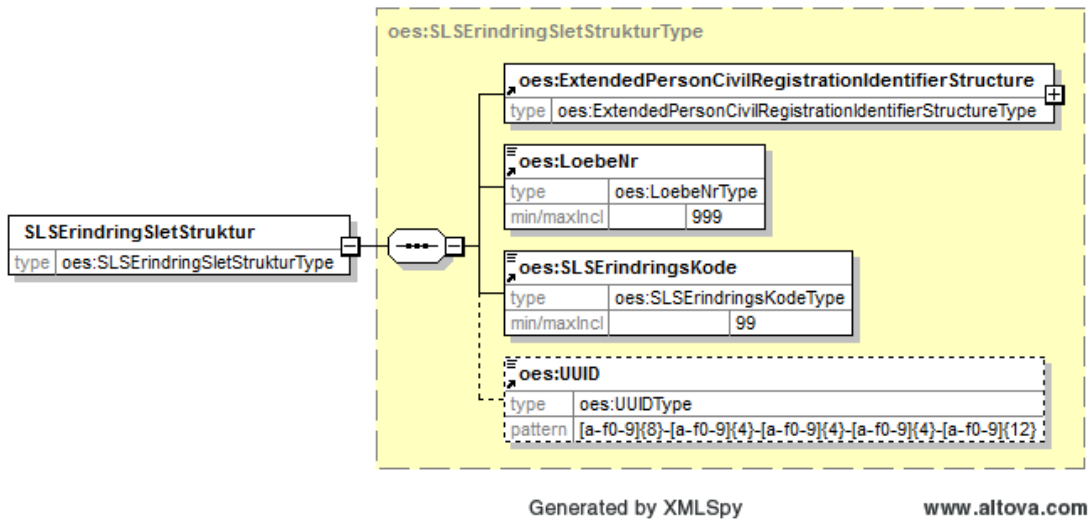 oes:SLSErindringSletStrukturType
oes:ExtendedPersonCivilRegistrationIdentifierStructure
type oes:ExtendedPersonCivilRegistrationIdentifierStructureType
oes:LoebeNr
type oes:LoebeNrType
min/maxIncl 999
SLSErindringSletStruktur
type oes:SLSErindringSletStrukturType
oes:SLSErindringsKode
type oes:SLSErindringsKodeType
min/maxIncl 99
oes:UUID
type oes:UUIDType
pattern [a-f0-9]{8}-[a-f0-9]{4}-[a-f0-9]{4}-[a-f0-9]{4}-[a-f0-9]{12}
Generated by XMLSpy www.altova.com